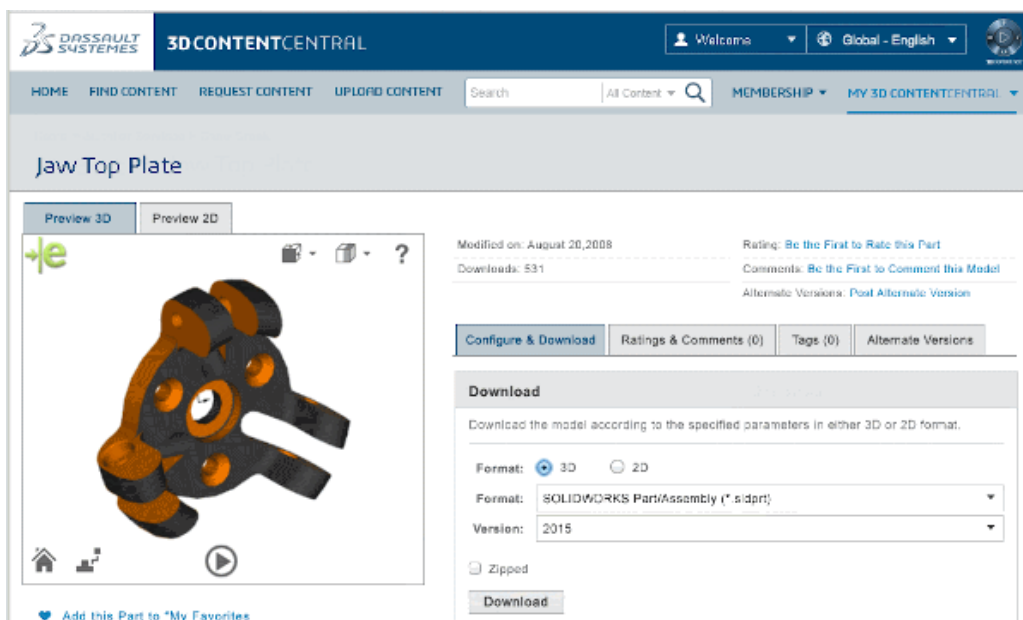 DASSAULT
SYSTEMES
3DCONTENTCENTRAL
Welcome
Global - English
HOME FIND CONTENT REQUEST CONTENT UPLOAD CONTENT Search All Content MEMBERSHIP MY 3D CONTENTCENTRAL
Jaw Top Plate
Preview 3D Preview 2D
e ?
Modified on: August 20,2008 Rating: Be the First to Rate this Part
Downloads: 531 Comments: Be the First to Comment this Model
Alternate Versions: Post Alternate Version
Configure & Download Ratings & Comments (0) Tags (0) Alternate Versions
Download
Download the model according to the specified parameters in either 3D or 2D format.
Format: 3D 2D
Format: SOLIDWORKS Part/Assembly (*.sldprt)
Version: 2015
Zipped
Download
Add this Part to "My Favorites